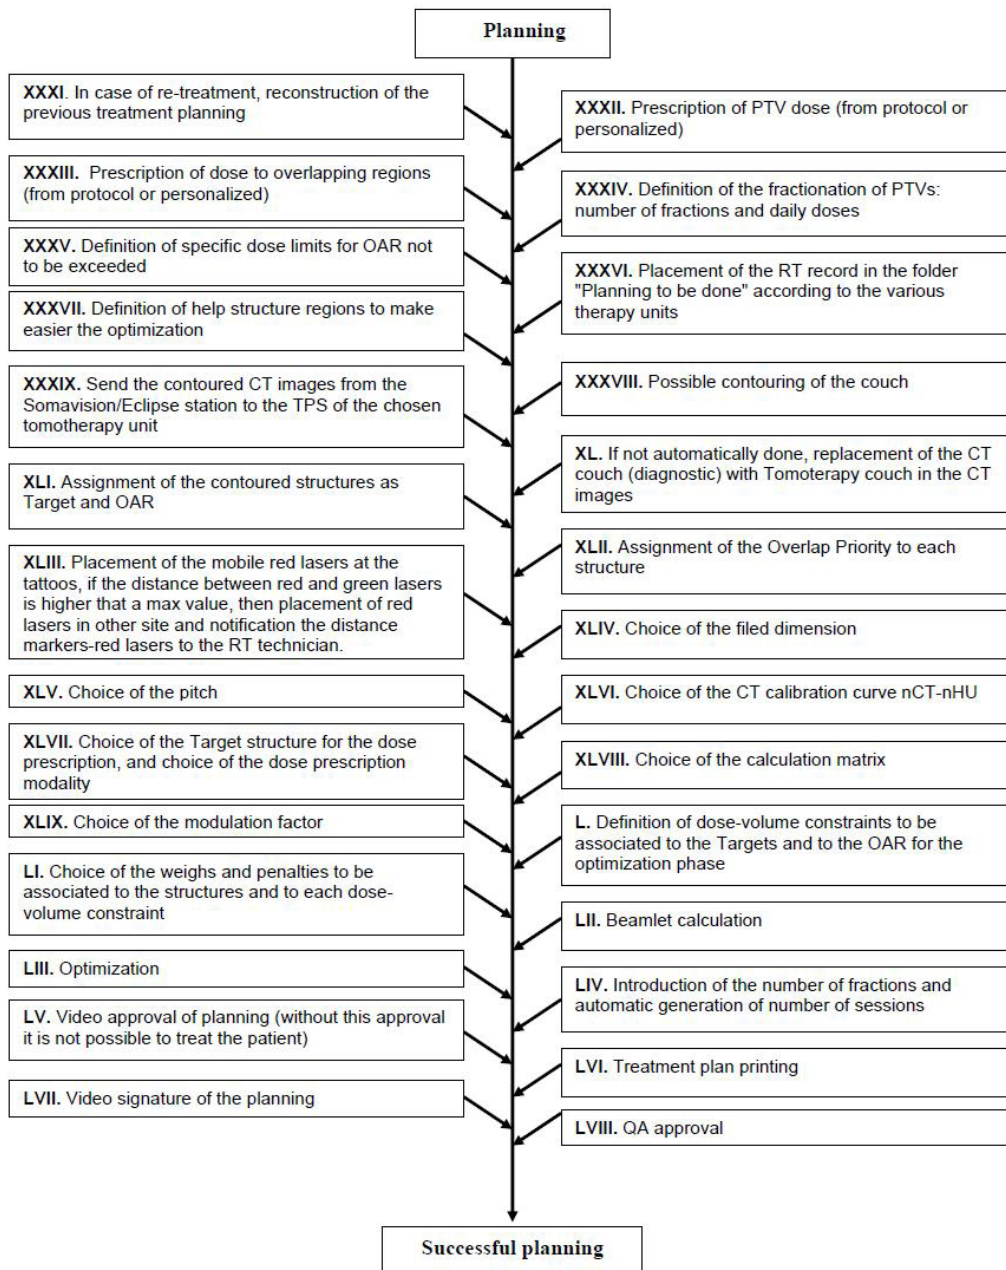 Planning
XXXI. In case of re-treatment, reconstruction of the
previous treatment planning
XXXII. Prescription of PTV dose (from protocol or
personalized)
XXXIII. Prescription of dose to overlapping regions
(from protocol or personalized)
XXXIV. Definition of the fractionation of PTVs:
number of fractions and daily doses
XXXV. Definition of specific dose limits for OAR not
to be exceeded
XXXVI. Placement of the RT record in the folder
"Planning to be done" according to the various
therapy units
XXXVII. Definition of help structure regions to make
easier the optimization
XXXVIII. Possible contouring of the couch
XXXIX. Send the contoured CT images from the
Somavision/Eclipse station to the TPS of the chosen
tomotherapy unit
XL. If not automatically done, replacement of the CT
couch (diagnostic) with Tomoterapy couch in the CT
images
XLI. Assignment of the contoured structures as
Target and OAR
XLII. Assignment of the Overlap Priority to each
structure
XLIII. Placement of the mobile red lasers at the
tattoos, if the distance between red and green lasers
is higher that a max value, then placement of red
lasers in other site and notification the distance
markers-red lasers to the RT technician.
XLIV. Choice of the filed dimension
XLV. Choice of the pitch
XLVI. Choice of the CT calibration curve nCT-nHU
XLVII. Choice of the Target structure for the dose
prescription, and choice of the dose prescription
modality
XLVIII. Choice of the calculation matrix
XLIX. Choice of the modulation factor
L. Definition of dose-volume constraints to be
associated to the Targets and to the OAR for the
optimization phase
LI. Choice of the weighs and penalties to be
associated to the structures and to each dose-
volume constraint
LII. Beamlet calculation
LIII. Optimization
LIV. Introduction of the number of fractions and
automatic generation of number of sessions
LV. Video approval of planning (without this approval
it is not possible to treat the patient)
LVI. Treatment plan printing
LVII. Video signature of the planning
LVIII. QA approval
Successful planning